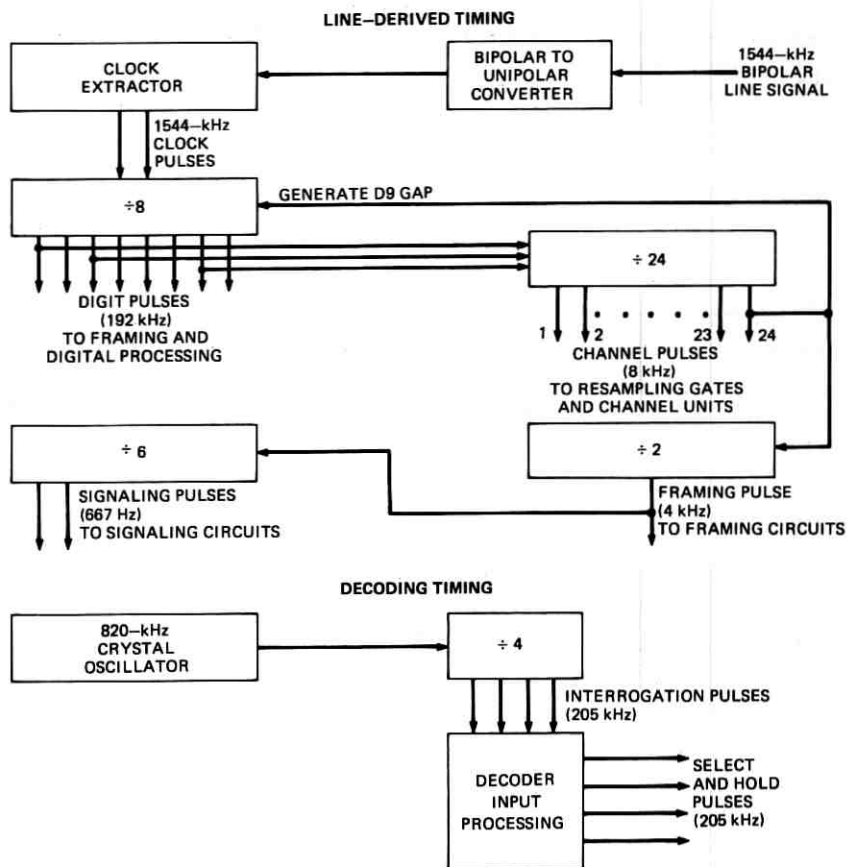 LINE–DERIVED TIMING
CLOCK
EXTRACTOR
BIPOLAR TO
UNIPOLAR
CONVERTER
1544–kHz
BIPOLAR
LINE SIGNAL
1544–kHz
CLOCK
PULSES
÷8
GENERATE D9 GAP
÷ 24
DIGIT PULSES
(192 kHz)
TO FRAMING AND
DIGITAL PROCESSING
1 2 · · · · · 23 24
CHANNEL PULSES
(8 kHz)
TO RESAMPLING GATES
AND CHANNEL UNITS
÷ 6
÷ 2
SIGNALING PULSES
(667 Hz)
TO SIGNALING CIRCUITS
FRAMING PULSE
(4 kHz)
TO FRAMING CIRCUITS
DECODING TIMING
820–kHz
CRYSTAL
OSCILLATOR
÷ 4
INTERROGATION PULSES
(205 kHz)
DECODER
INPUT
PROCESSING
SELECT
AND HOLD
PULSES
(205 kHz)